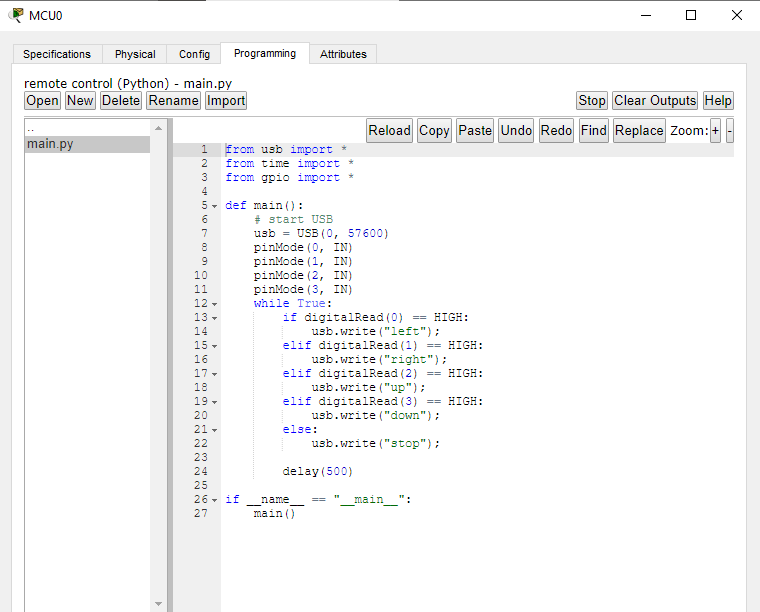 MCU0
Specifications Physical Config Programming Attributes
remote control (Python) - main.py
Open New Delete Rename Import Stop Clear Outputs Help
..
main.py
Reload Copy Paste Undo Redo Find Replace Zoom: + -
1 from usb import *
2 from time import *
3 from gpio import *
4
5 def main():
6     # start USB
7     usb = USB(0, 57600)
8     pinMode(0, IN)
9     pinMode(1, IN)
10     pinMode(2, IN)
11     pinMode(3, IN)
12     while True:
13         if digitalRead(0) == HIGH:
14             usb.write("left");
15         elif digitalRead(1) == HIGH:
16             usb.write("right");
17         elif digitalRead(2) == HIGH:
18             usb.write("up");
19         elif digitalRead(3) == HIGH:
20             usb.write("down");
21         else:
22             usb.write("stop");
23
24         delay(500)
25
26 if __name__ == "__main__":
27     main()